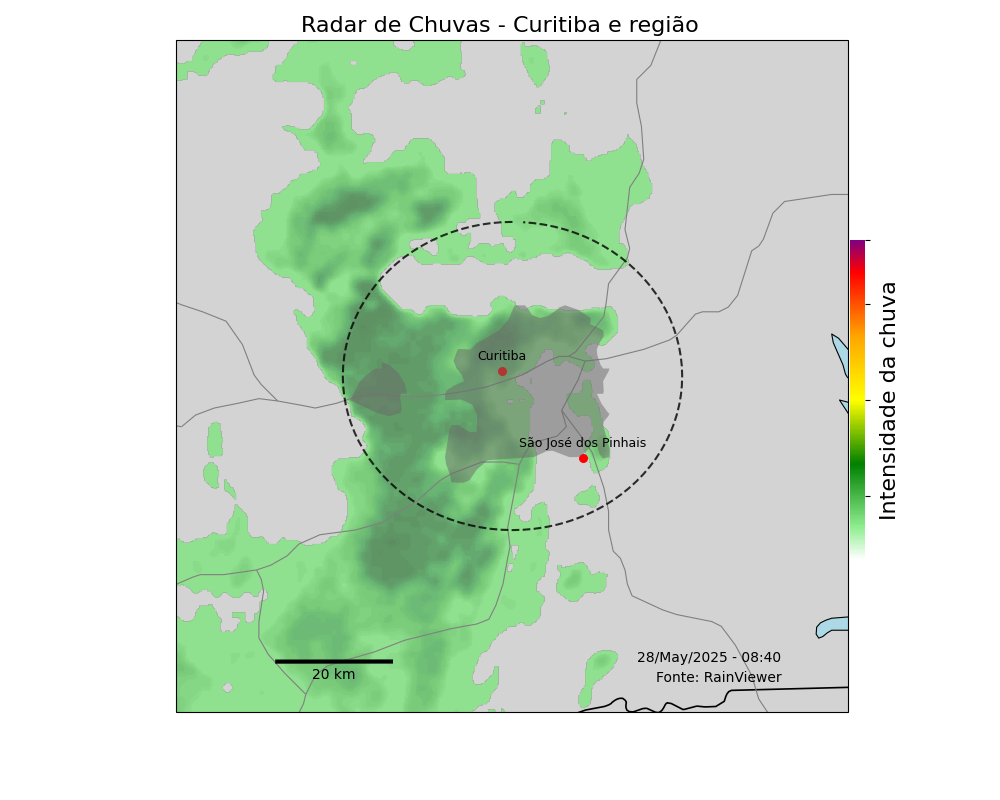 Radar de Chuvas - Curitiba e região
Curitiba
São José dos Pinhais
Intensidade da chuva
28/May/2025 - 08:40
Fonte: RainViewer
20 km